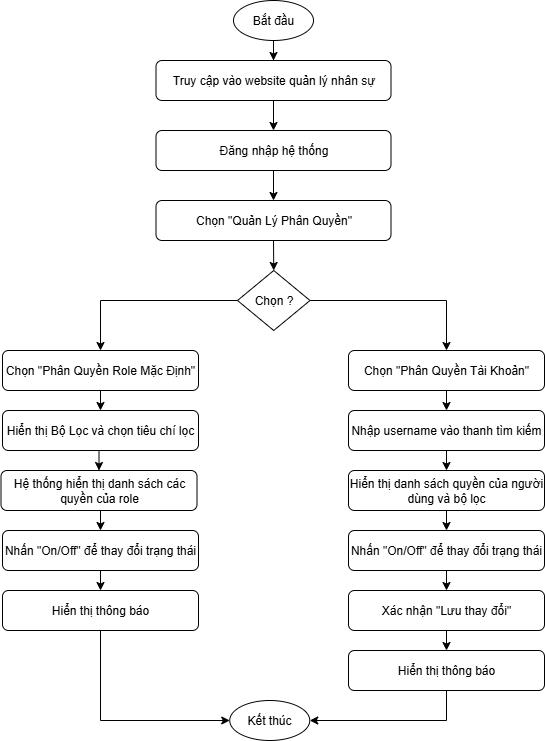 Bắt đầu
Truy cập vào website quản lý nhân sự
Đăng nhập hệ thống
Chọn "Quản Lý Phân Quyền"
Chọn ?
Chọn "Phân Quyền Role Mặc Định"
Hiển thị Bộ Lọc và chọn tiêu chí lọc
Hệ thống hiển thị danh sách các
quyền của role
Nhấn "On/Off" để thay đổi trạng thái
Hiển thị thông báo
Chọn "Phân Quyền Tải Khoản"
Nhập username vào thanh tìm kiếm
Hiển thị danh sách quyền của người
dùng và bộ lọc
Nhấn "On/Off" để thay đổi trạng thái
Xác nhận "Lưu thay đổi"
Hiển thị thông báo
Kết thúc